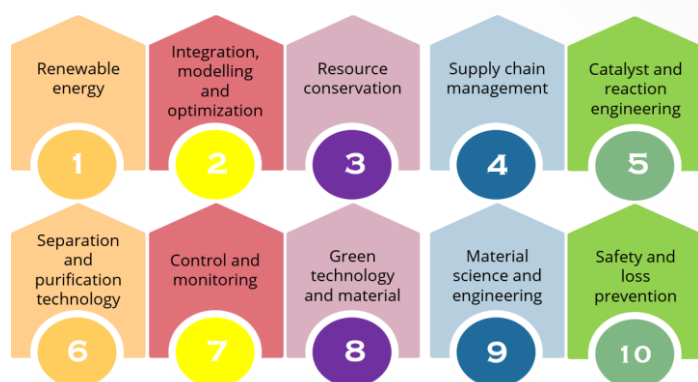 Renewable
energy
1
Integration,
modelling
and
optimization
2
Resource
conservation
3
Supply chain
management
4
Catalyst and
reaction
engineering
5
Separation
and
purification
technology
6
Control and
monitoring
7
Green
technology
and material
8
Material
science and
engineering
9
Safety and
loss
prevention
10